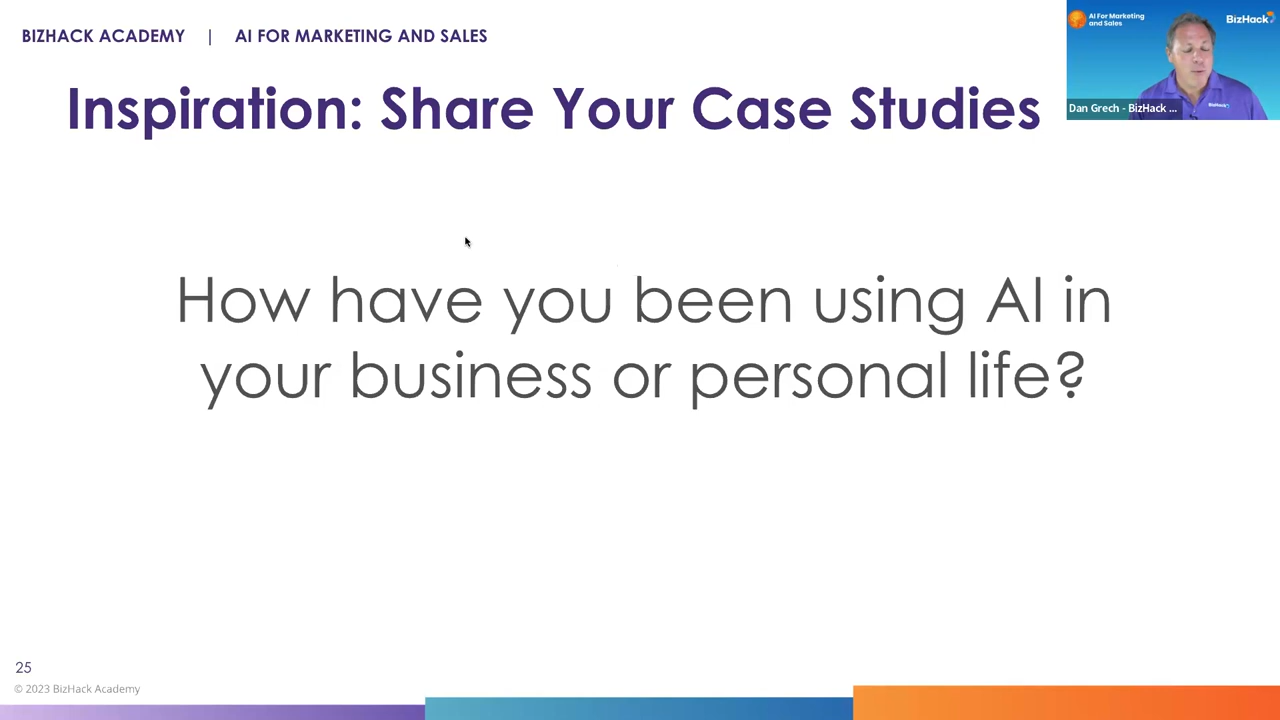 BIZHACK ACADEMY | AI FOR MARKETING AND SALES
AI For Marketing
and Sales
BizHack
Inspiration: Share Your Case Studies
BizHack
Dan Grech - BizHack ...
How have you been using AI in
your business or personal life?
25
© 2023 BizHack Academy